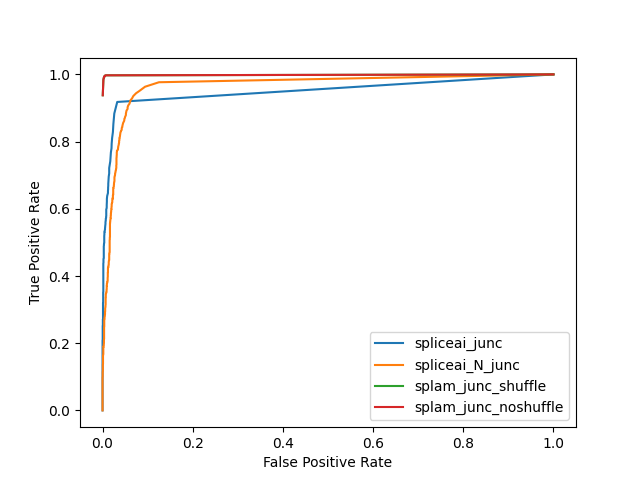 1.0
0.8
0.6
0.4
0.2
0.0
True Positive Rate
0.0 0.2 0.4 0.6 0.8 1.0
False Positive Rate
spliceai_junc
spliceai_N_junc
splam_junc_shuffle
splam_junc_noshuffle